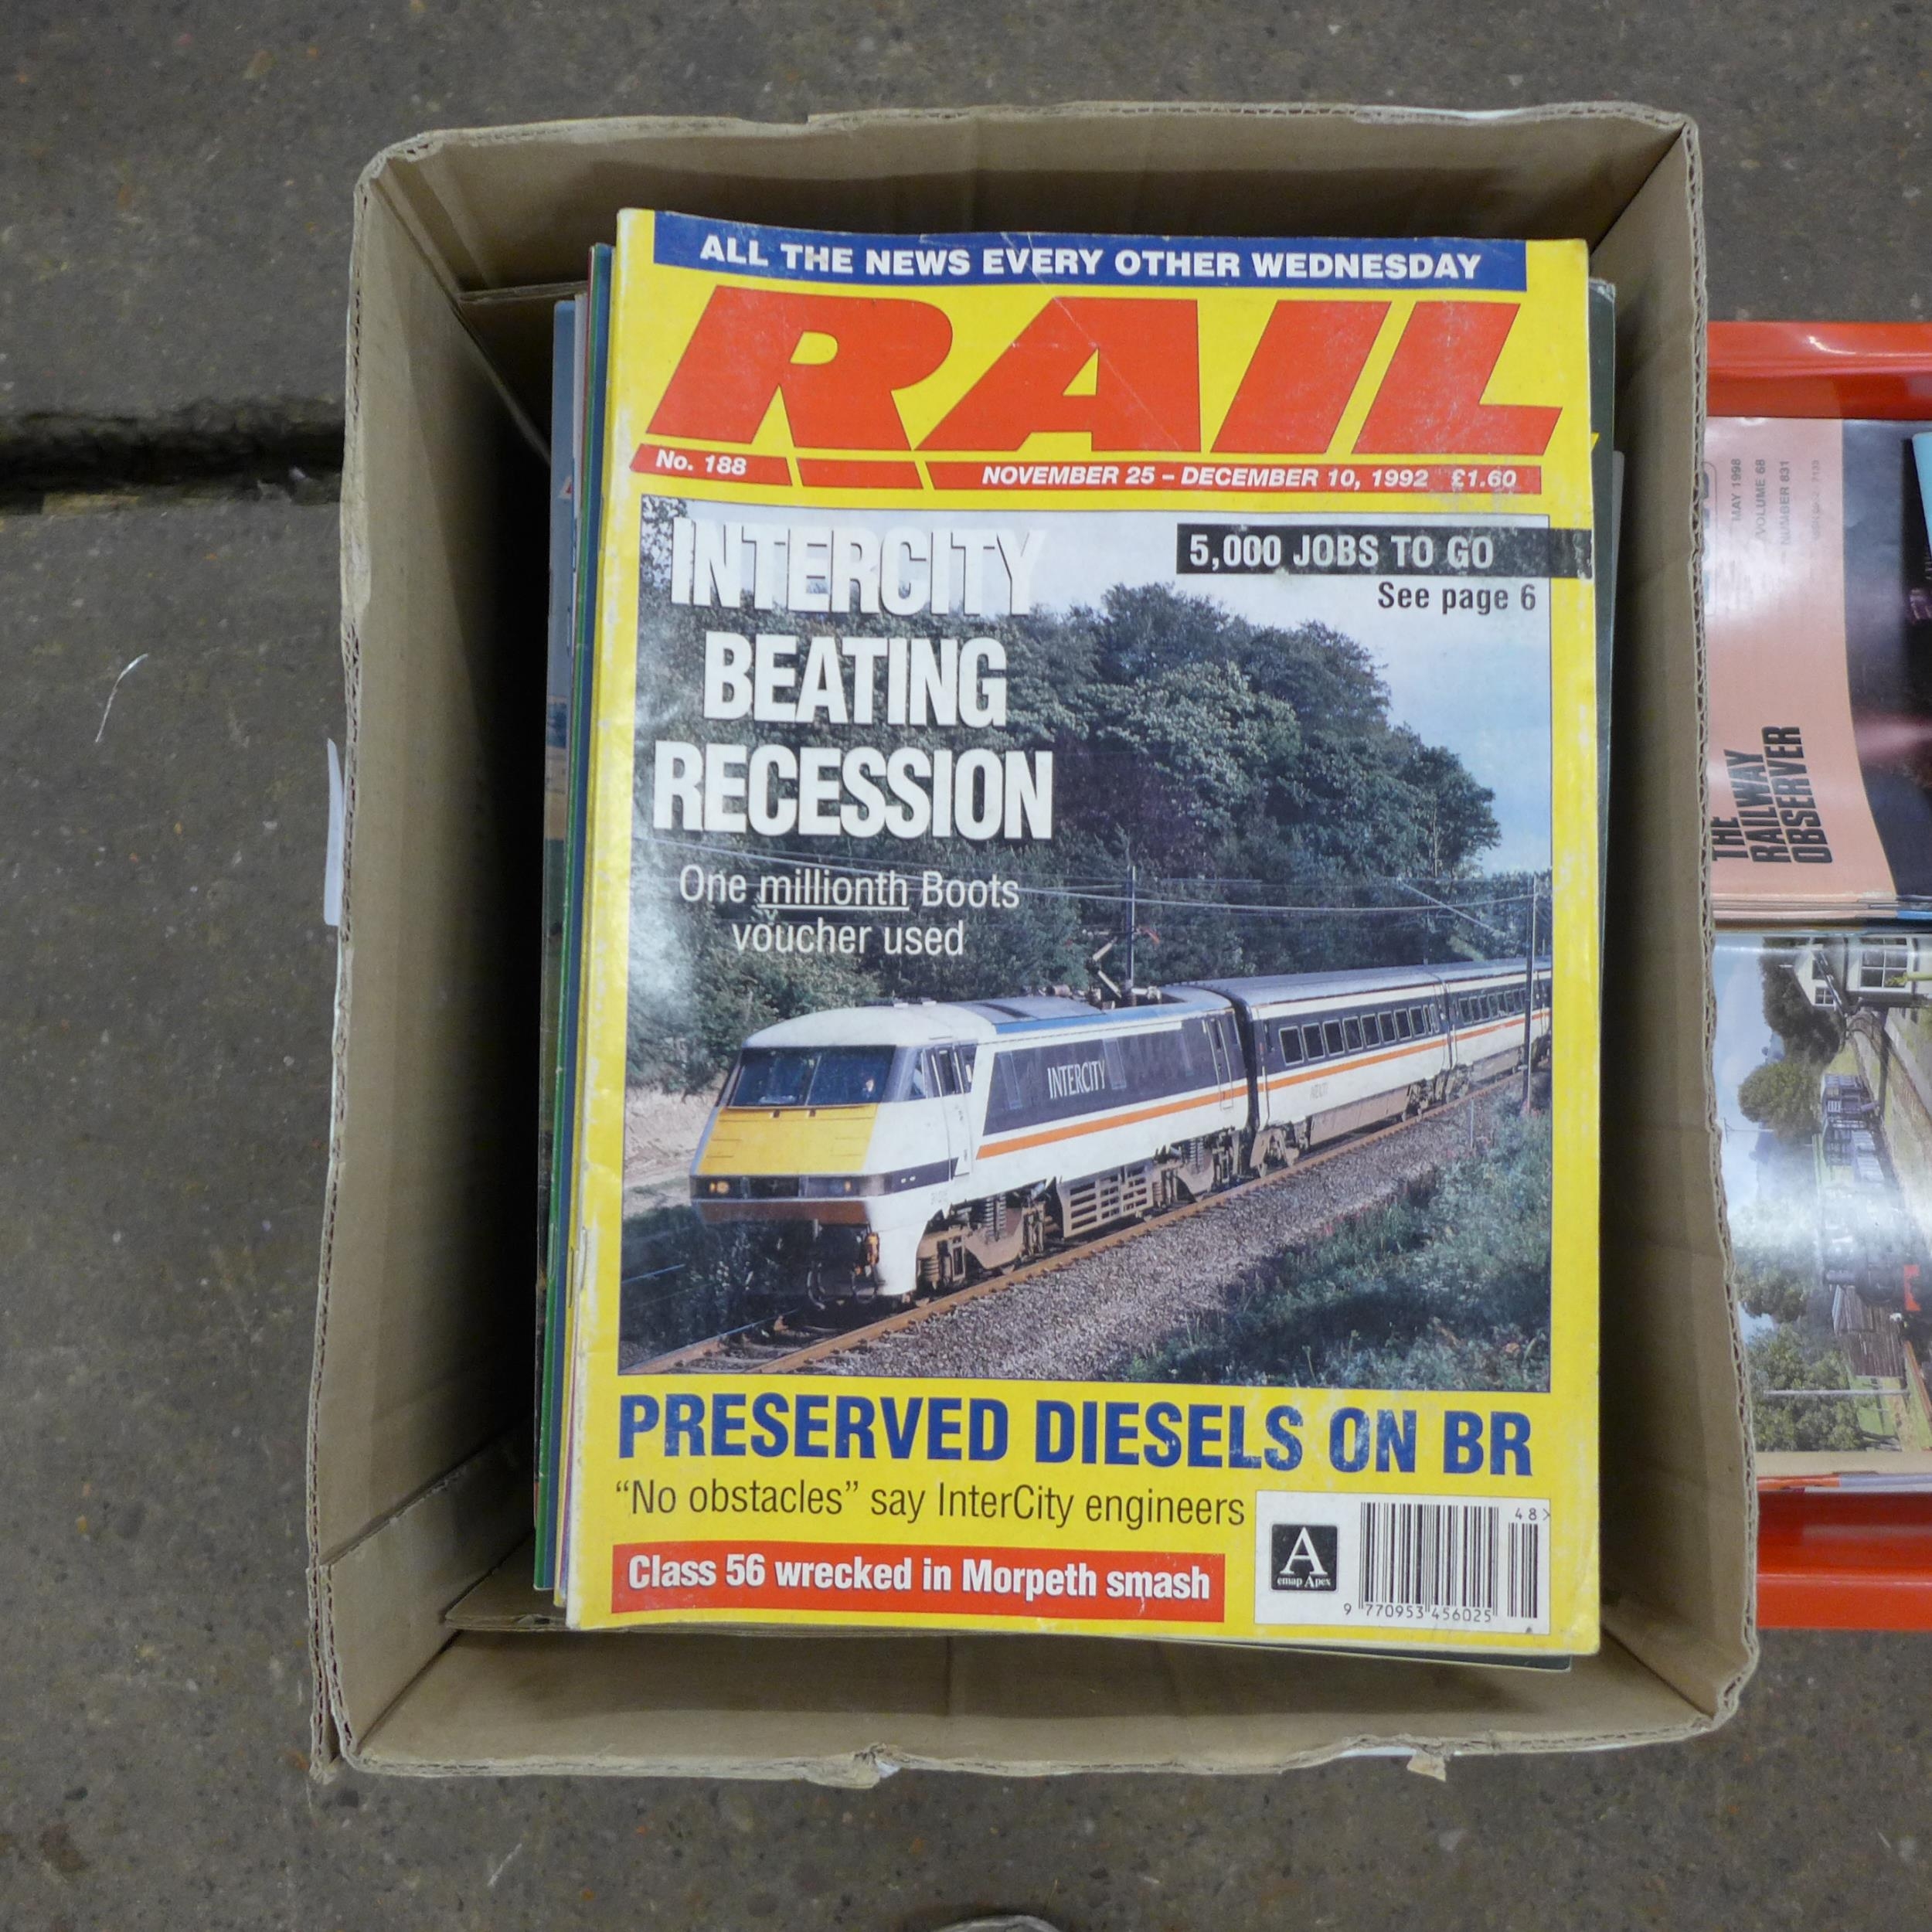 ALL THE NEWS EVERY OTHER WEDNESDAY
RAIL
No. 188
NOVEMBER 25 – DECEMBER 10, 1992 £1.60
INTERCITY
BEATING
RECESSION
5,000 JOBS TO GO
See page 6
One millionth Boots
voucher used
INTERCITY
PRESERVED DIESELS ON BR
“No obstacles” say InterCity engineers
Class 56 wrecked in Morpeth smash
A
emap Apex
48>
9 770953 456025
MAY 1998
VOLUME 68
NUMBER 831
THE
RAILWAY
OBSERVER